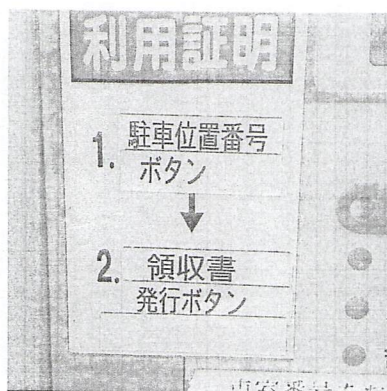 利用証明
1. 駐車位置番号
ボタン
↓
2. 領収書
発行ボタン